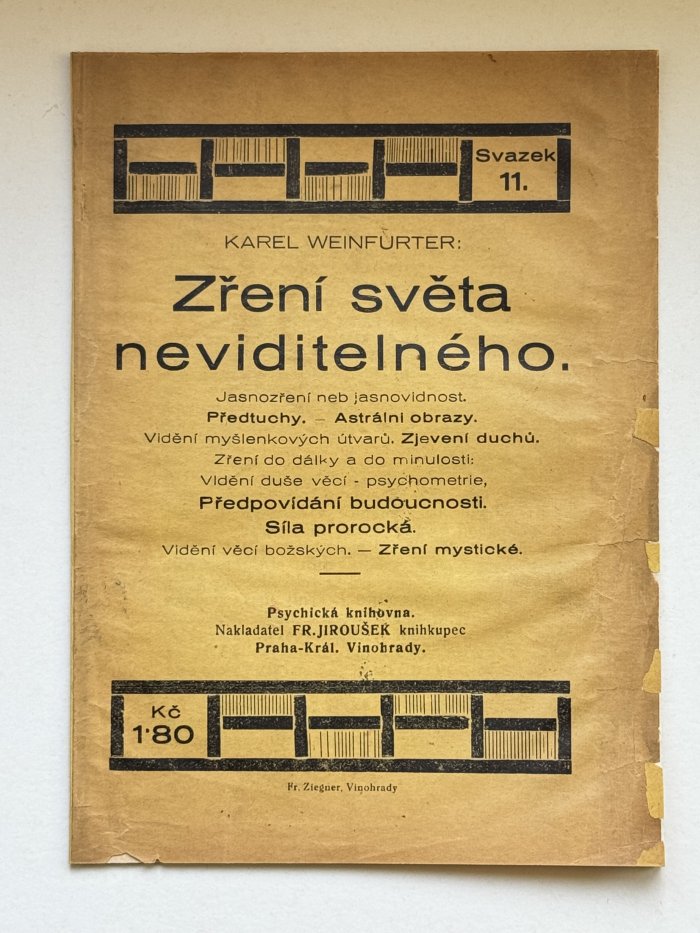 Svazek
11.
KAREL WEINFURTER:
Zření světa
neviditelného.
Jasnozření neb jasnovidnost.
Předtuchy. — Astrální obrazy.
Vidění myšlenkových útvarů. Zjevení duchů.
Zření do dálky a do minulosti:
Vidění duše věcí - psychometrie,
Předpovídání budoucnosti.
Síla prorocká.
Vidění věcí božských. — Zření mystické.
Psychická knihovna.
Nakladatel FR. JIROUŠEK knihkupec
Praha-Král. Vinohrady.
Kč
1·80
Fr. Ziegner, Vinohrady